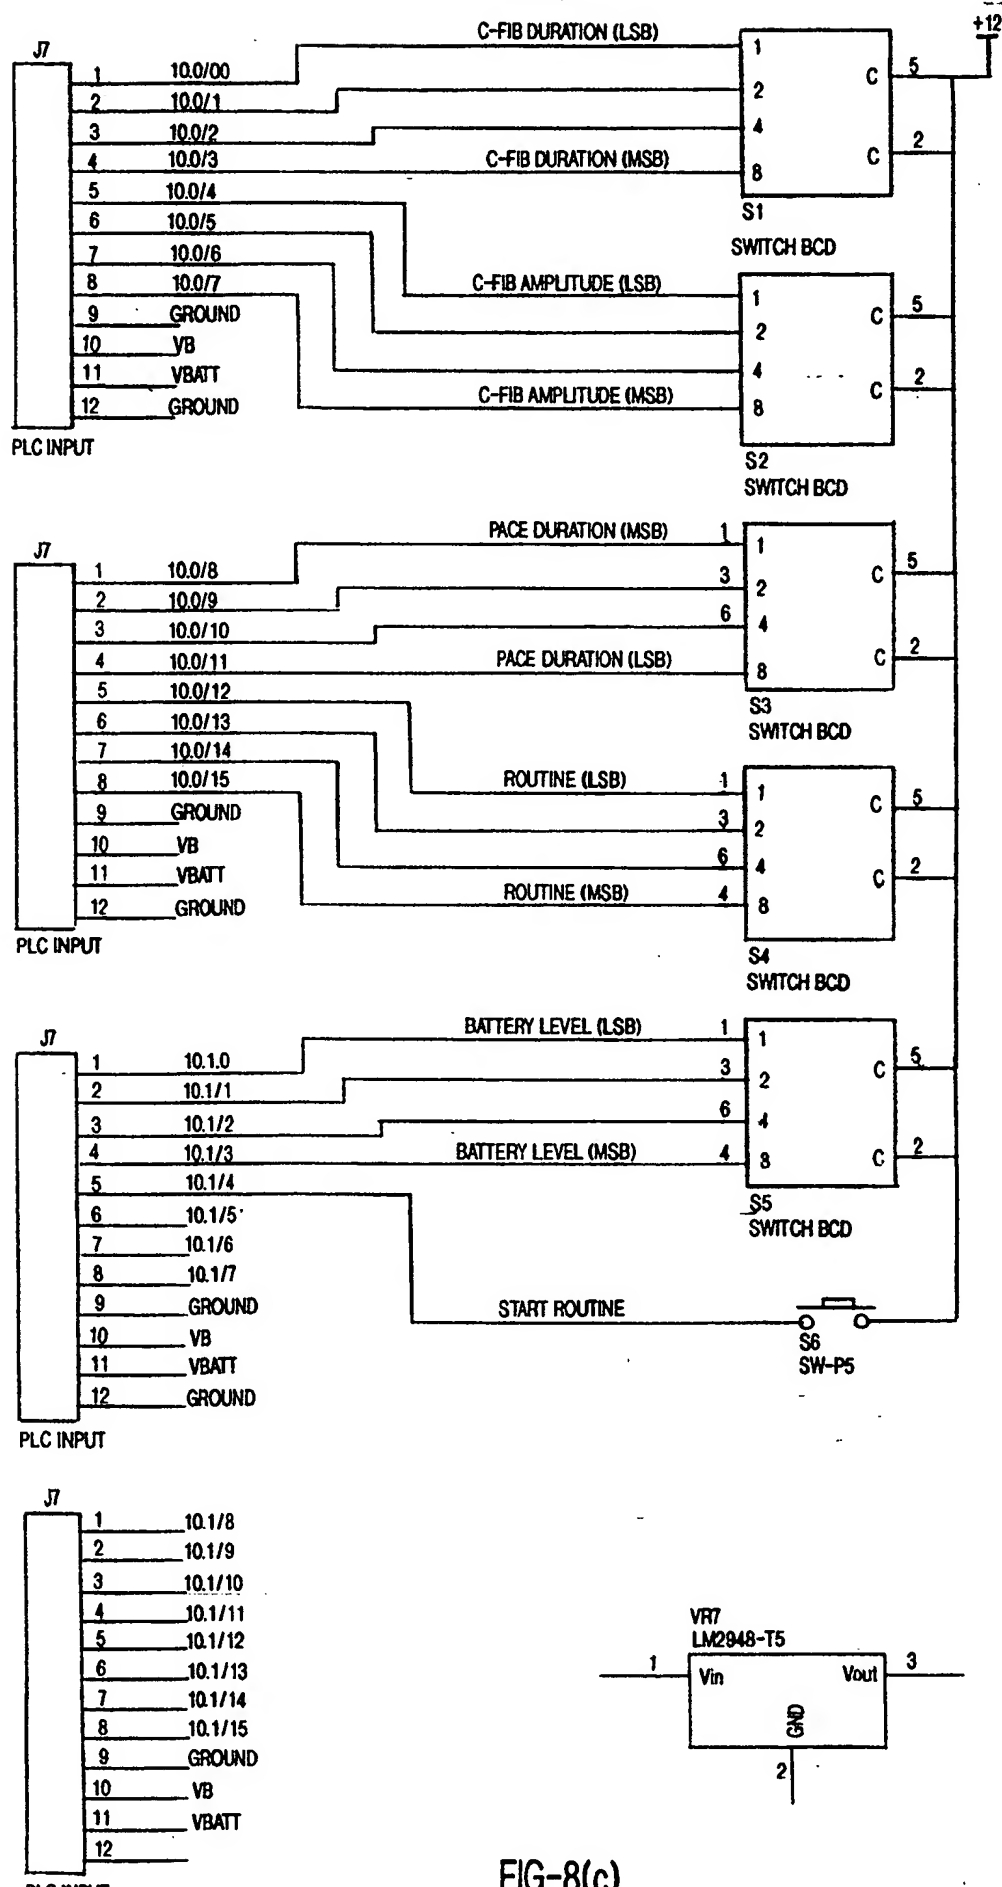 +12
J7
C-FIB DURATION (LSB)
1 10.0/00
2 10.0/1
3 10.0/2
4 10.0/3
C-FIB DURATION (MSB)
5 10.0/4
6 10.0/5
7 10.0/6
8 10.0/7
9 GROUND
10 VB
11 VBATT
12 GROUND
PLC INPUT
1 C 5
2
4 C 2
8
S1
SWITCH BCD
C-FIB AMPLITUDE (LSB)
C-FIB AMPLITUDE (MSB)
1 C 5
2
4 C 2
8
S2
SWITCH BCD
J7
1 10.0/8
2 10.0/9
3 10.0/10
4 10.0/11
5 10.0/12
6 10.0/13
7 10.0/14
8 10.0/15
9 GROUND
10 VB
11 VBATT
12 GROUND
PLC INPUT
PACE DURATION (MSB)
PACE DURATION (LSB)
1 1 C 5
3 2
6 4 C 2
8
S3
SWITCH BCD
ROUTINE (LSB)
ROUTINE (MSB)
1 1 C 5
3 2
6 4 C 2
4 8
S4
SWITCH BCD
J7
1 10.1.0
2 10.1/1
3 10.1/2
4 10.1/3
5 10.1/4
6 10.1/5
7 10.1/6
8 10.1/7
9 GROUND
10 VB
11 VBATT
12 GROUND
PLC INPUT
BATTERY LEVEL (LSB)
BATTERY LEVEL (MSB)
1 1 C 5
3 2
6 4
4 8 C 2
S5
SWITCH BCD
START ROUTINE
S6
SW-P5
J7
1 10.1/8
2 10.1/9
3 10.1/10
4 10.1/11
5 10.1/12
6 10.1/13
7 10.1/14
8 10.1/15
9 GROUND
10 VB
11 VBATT
12
PLC INPUT
VR7
LM2948-T5
1 Vin Vout 3
GND
2
FIG-8(c)